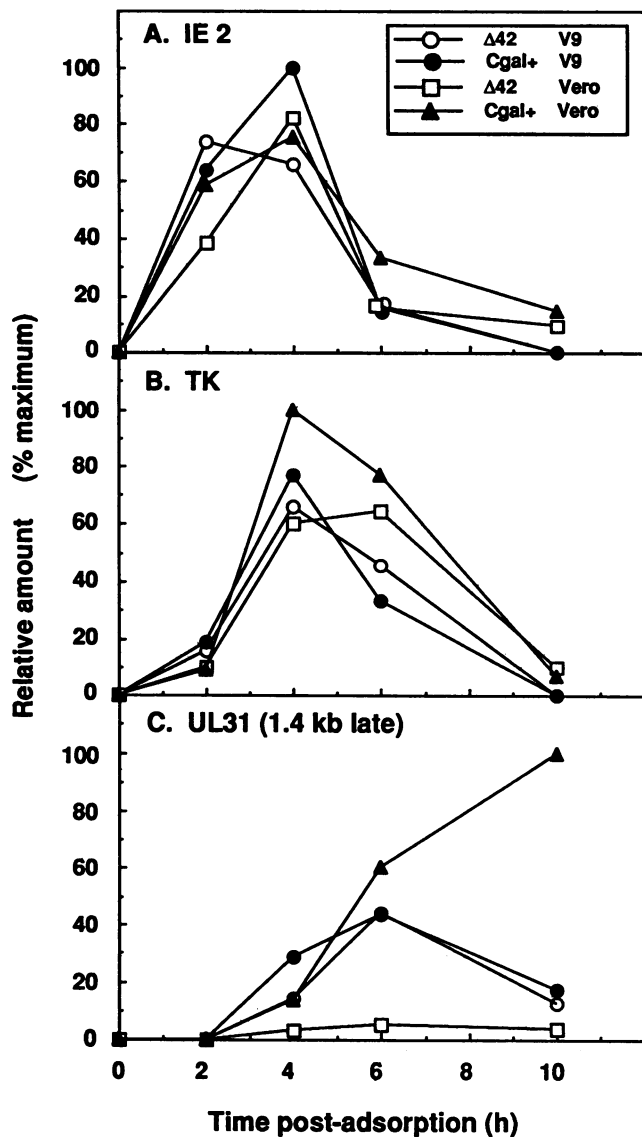 A. IE 2
Δ42 V9
Cgal+ V9
Δ42 Vero
Cgal+ Vero
100
80
60
40
20
0
B. TK
100
80
60
40
20
0
C. UL31 (1.4 kb late)
100
80
60
40
20
0
Relative amount (% maximum)
0 2 4 6 8 10
Time post-adsorption (h)